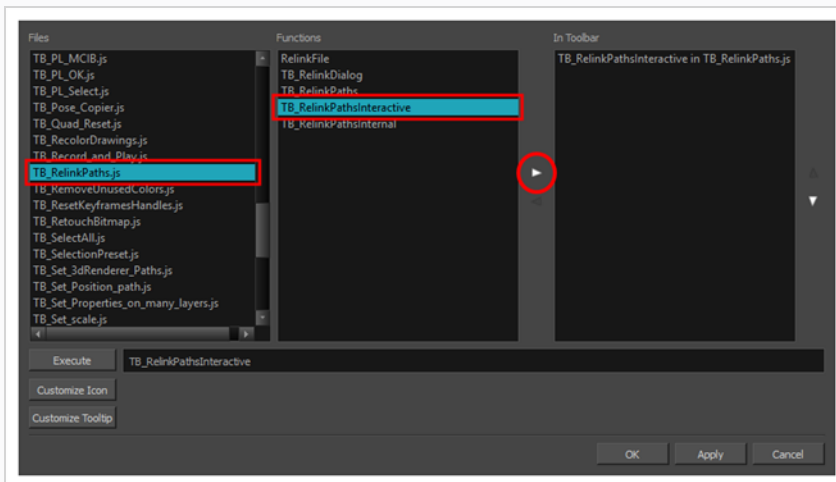 Files
Functions
In Toolbar
TB_PL_MCIB.js
TB_PL_OK.js
TB_PL_Select.js
TB_Pose_Copier.js
TB_Quad_Reset.js
TB_RecolorDrawings.js
TB_Record_and_Play.js
TB_RelinkPaths.js
TB_RemoveUnusedColors.js
TB_ResetKeyframesHandles.js
TB_RetouchBitmap.js
TB_SelectAll.js
TB_SelectionPreset.js
TB_Set_3dRenderer_Paths.js
TB_Set_Position_path.js
TB_Set_Properties_on_many_layers.js
TB_Set_scale.js
RelinkFile
TB_RelinkDialog
TB_RelinkPaths
TB_RelinkPathsInteractive
TB_RelinkPathsInternal
TB_RelinkPathsInteractive in TB_RelinkPaths.js
Execute
TB_RelinkPathsInteractive
Customize Icon
Customize Tooltip
OK
Apply
Cancel